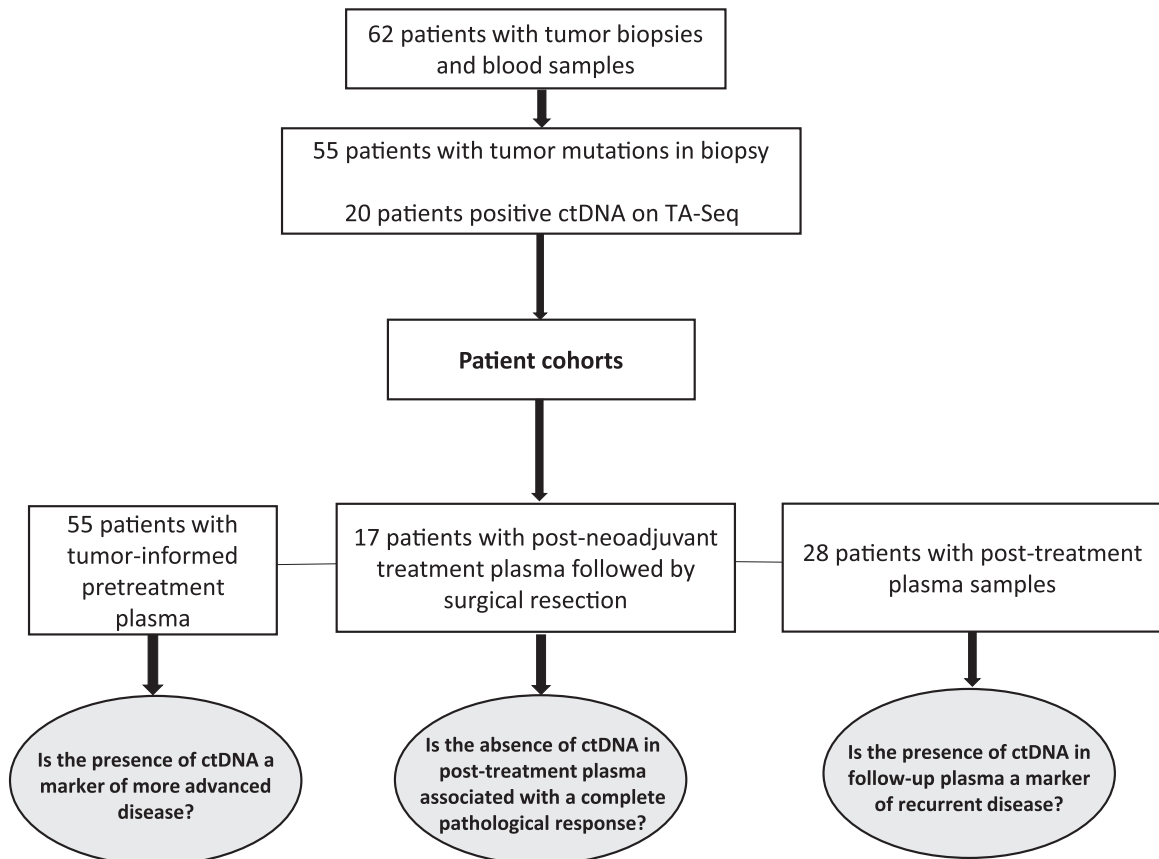 62 patients with tumor biopsies
and blood samples
55 patients with tumor mutations in biopsy
20 patients positive ctDNA on TA-Seq
Patient cohorts
55 patients with
tumor-informed
pretreatment
plasma
17 patients with post-neoadjuvant
treatment plasma followed by
surgical resection
28 patients with post-treatment
plasma samples
Is the presence of ctDNA a
marker of more advanced
disease?
Is the absence of ctDNA in
post-treatment plasma
associated with a complete
pathological response?
Is the presence of ctDNA in
follow-up plasma a marker
of recurrent disease?